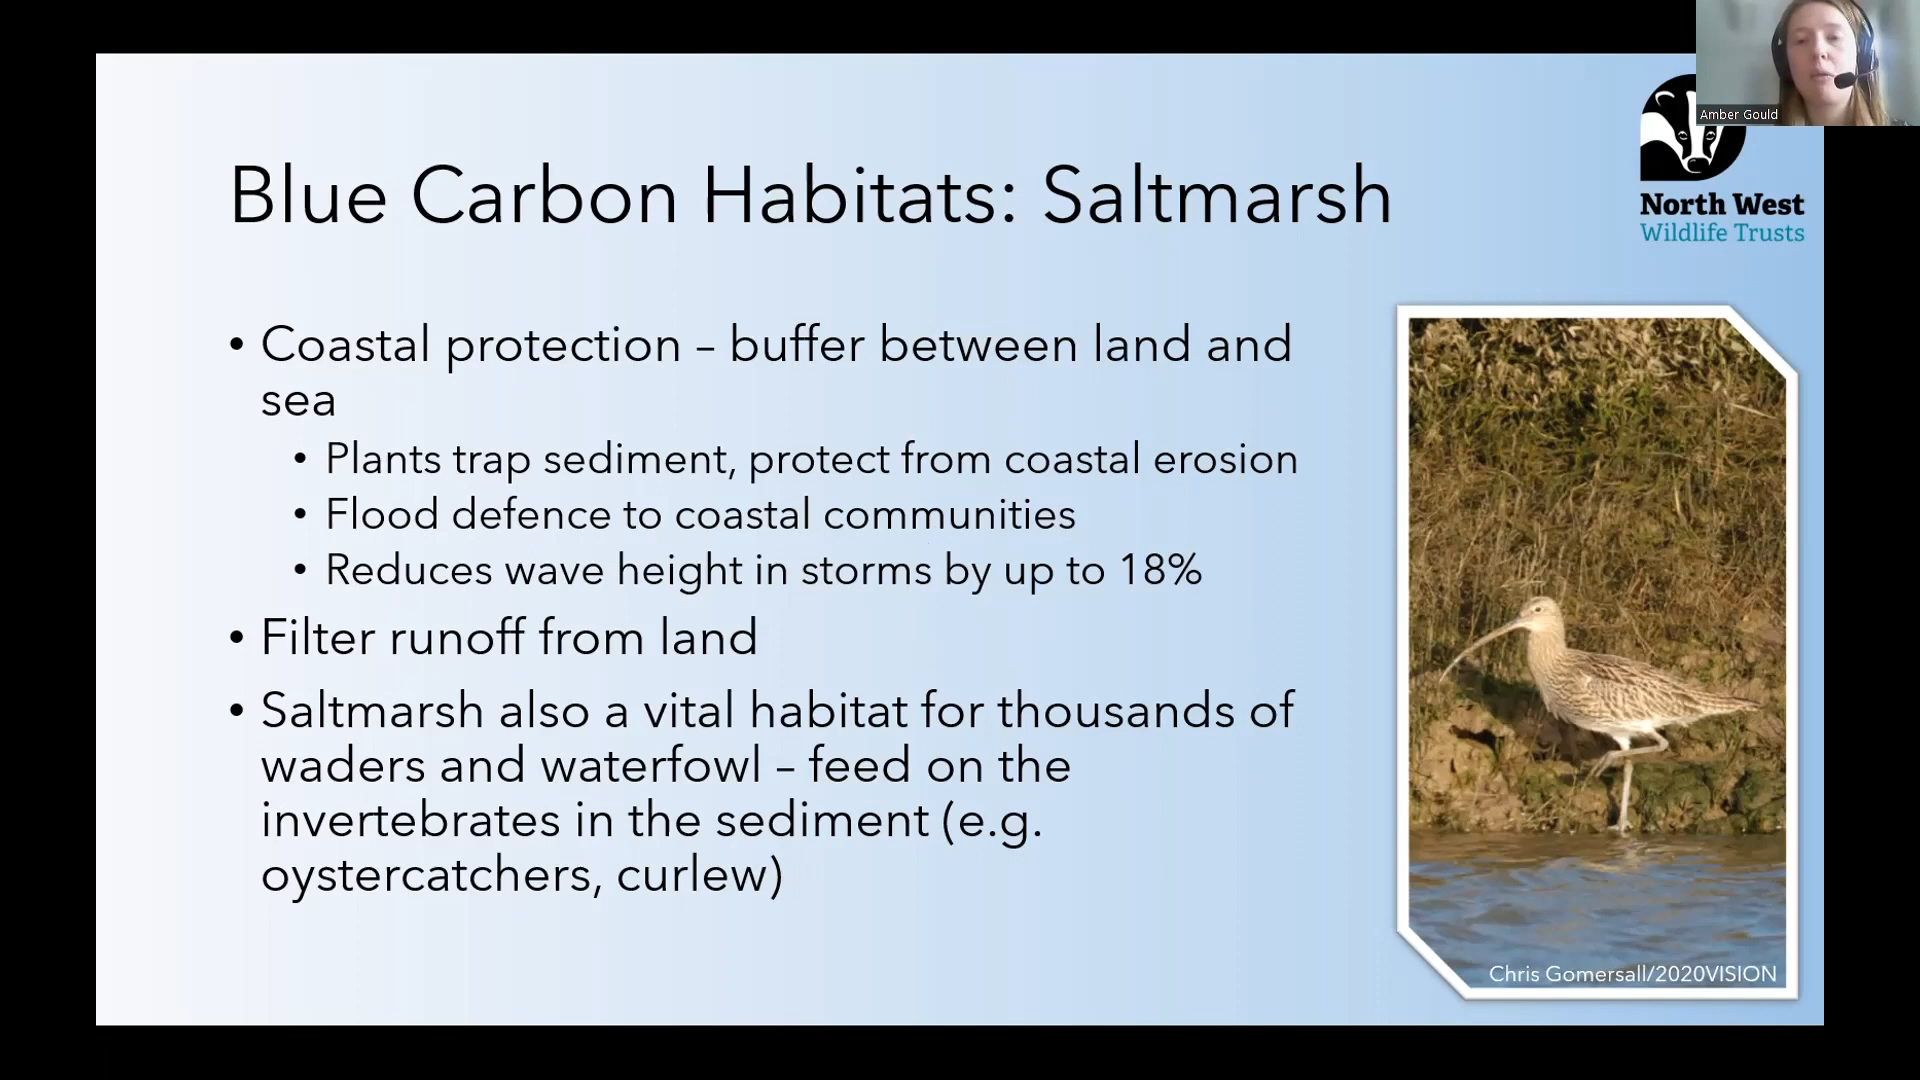 Amber Gould
North West
Wildlife Trusts
Blue Carbon Habitats: Saltmarsh
• Coastal protection – buffer between land and
sea
• Plants trap sediment, protect from coastal erosion
• Flood defence to coastal communities
• Reduces wave height in storms by up to 18%
• Filter runoff from land
• Saltmarsh also a vital habitat for thousands of
waders and waterfowl – feed on the
invertebrates in the sediment (e.g.
oystercatchers, curlew)
Chris Gomersall/2020VISION